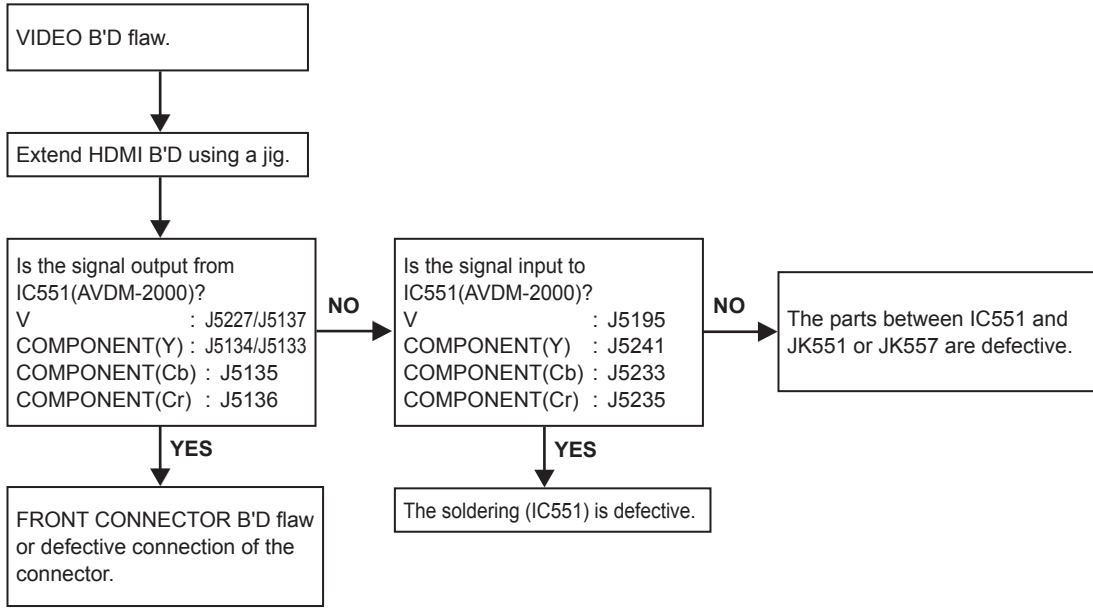 VIDEO B'D flaw.
Extend HDMI B'D using a jig.
Is the signal output from
IC551(AVDM-2000)?
V : J5227/J5137
COMPONENT(Y) : J5134/J5133
COMPONENT(Cb) : J5135
COMPONENT(Cr) : J5136
NO
Is the signal input to
IC551(AVDM-2000)?
V : J5195
COMPONENT(Y) : J5241
COMPONENT(Cb) : J5233
COMPONENT(Cr) : J5235
NO
The parts between IC551 and
JK551 or JK557 are defective.
YES
YES
FRONT CONNECTOR B'D flaw
or defective connection of the
connector.
The soldering (IC551) is defective.